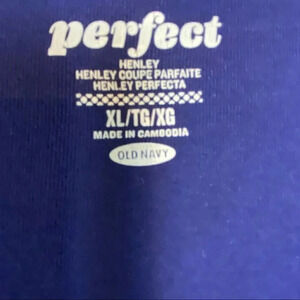 perfect
HENLEY
HENLEY COUPE PARFAITE
HENLEY PERFECTA
XL/TG/XG
MADE IN CAMBODIA
OLD NAVY